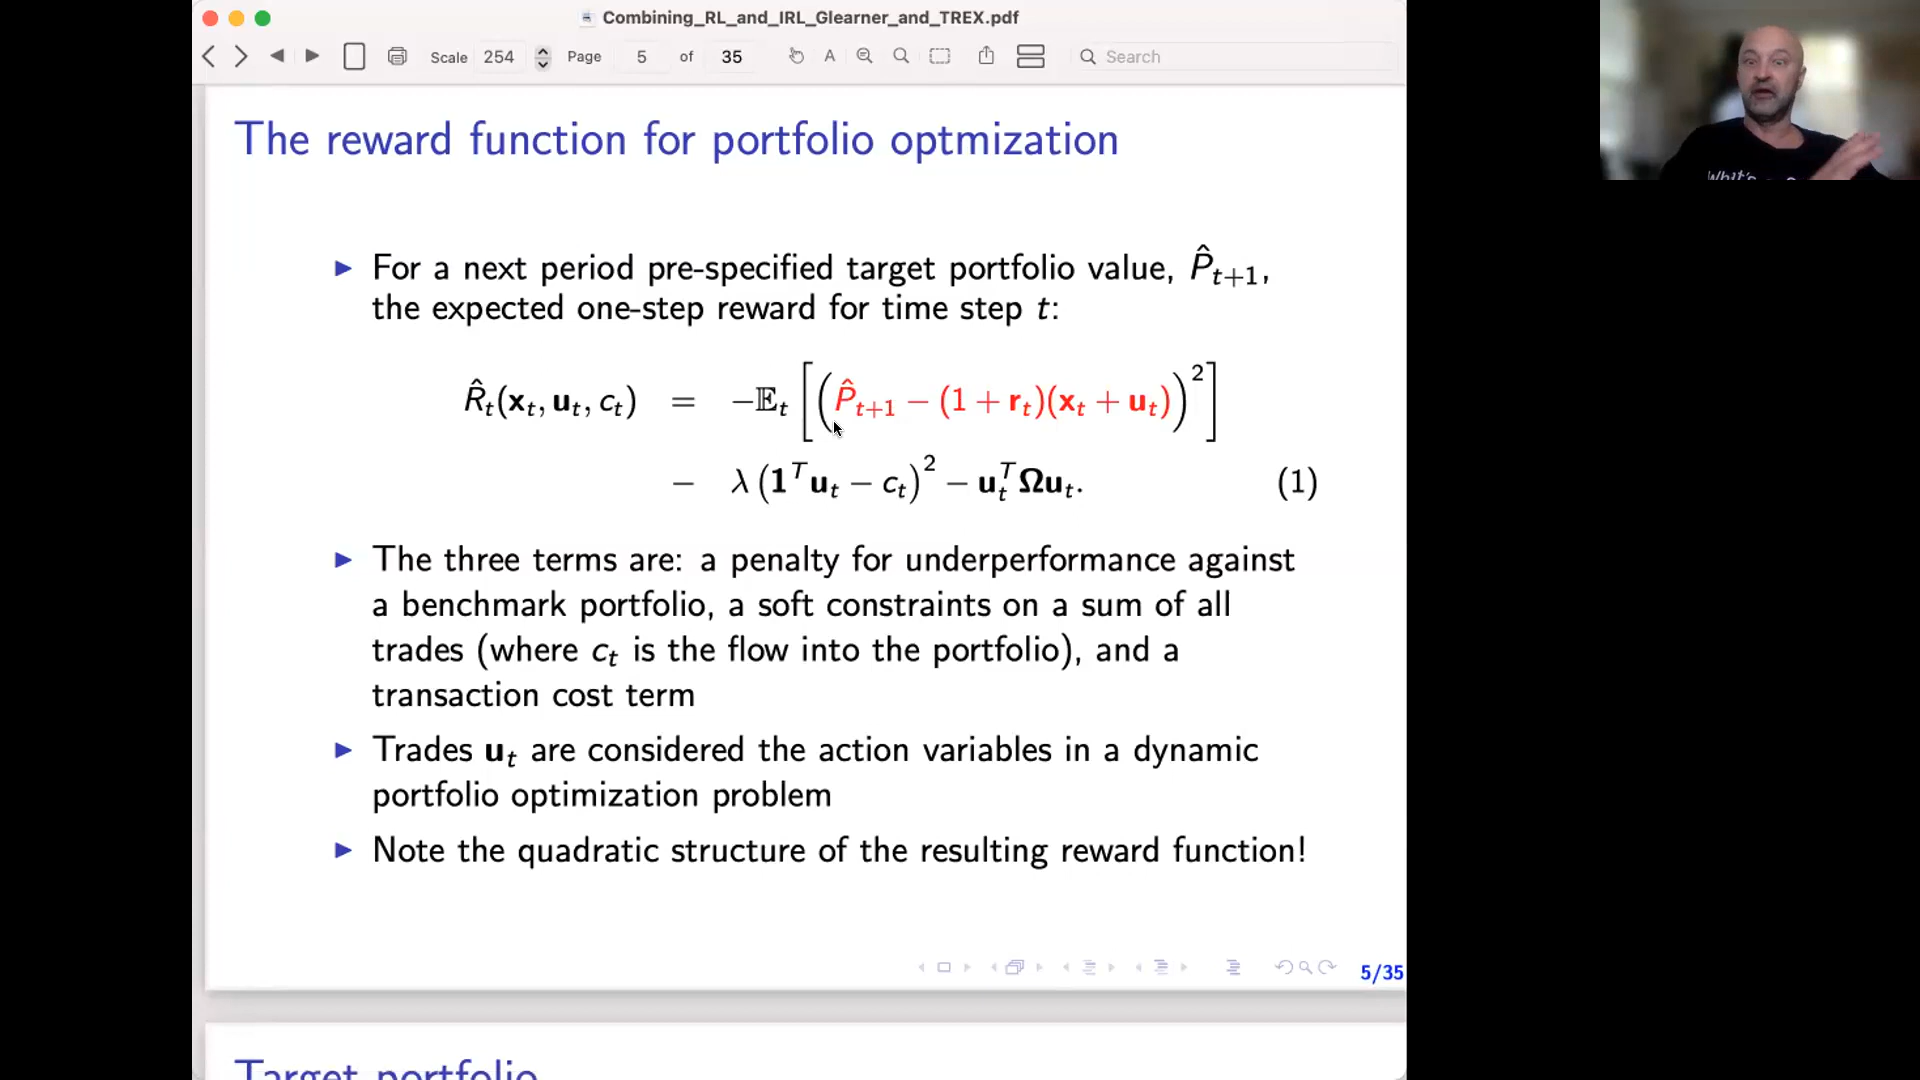 Combining_RL_and_IRL_Glearner_and_TREX.pdf
Scale 254 Page 5 of 35 Search
The reward function for portfolio optmization
▶ For a next period pre-specified target portfolio value, P̂_{t+1},
the expected one-step reward for time step t:
R̂_t(x_t, u_t, c_t) = −𝔼_t [(P̂_{t+1} − (1 + r_t)(x_t + u_t))^2]
− λ(1^T u_t − c_t)^2 − u_t^T Ωu_t. (1)
▶ The three terms are: a penalty for underperformance against
a benchmark portfolio, a soft constraints on a sum of all
trades (where c_t is the flow into the portfolio), and a
transaction cost term
▶ Trades u_t are considered the action variables in a dynamic
portfolio optimization problem
▶ Note the quadratic structure of the resulting reward function!
5/35
Target portfolio
What's